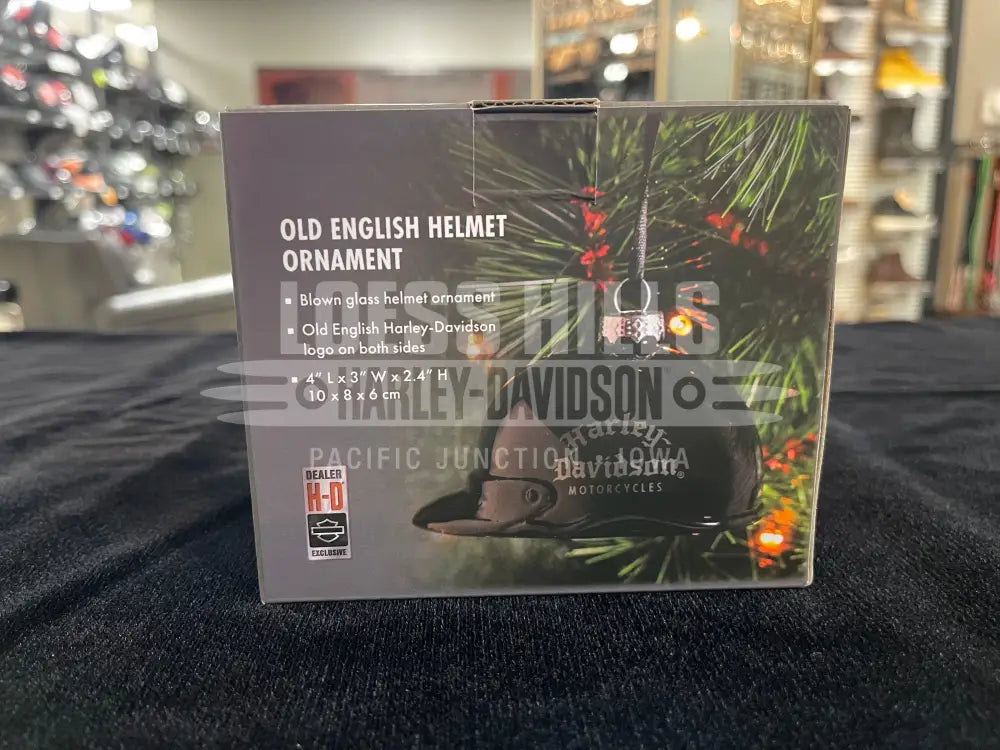 OLD ENGLISH HELMET
ORNAMENT
▪ Blown glass helmet ornament
▪ Old English Harley-Davidson
logo on both sides
▪ 4″ L x 3″ W x 2.4″ H
10 x 8 x 6 cm
LOESS HILLS
HARLEY-DAVIDSON
PACIFIC JUNCTION, IOWA
Harley-
Davidson®
MOTORCYCLES
DEALER
H-D
EXCLUSIVE